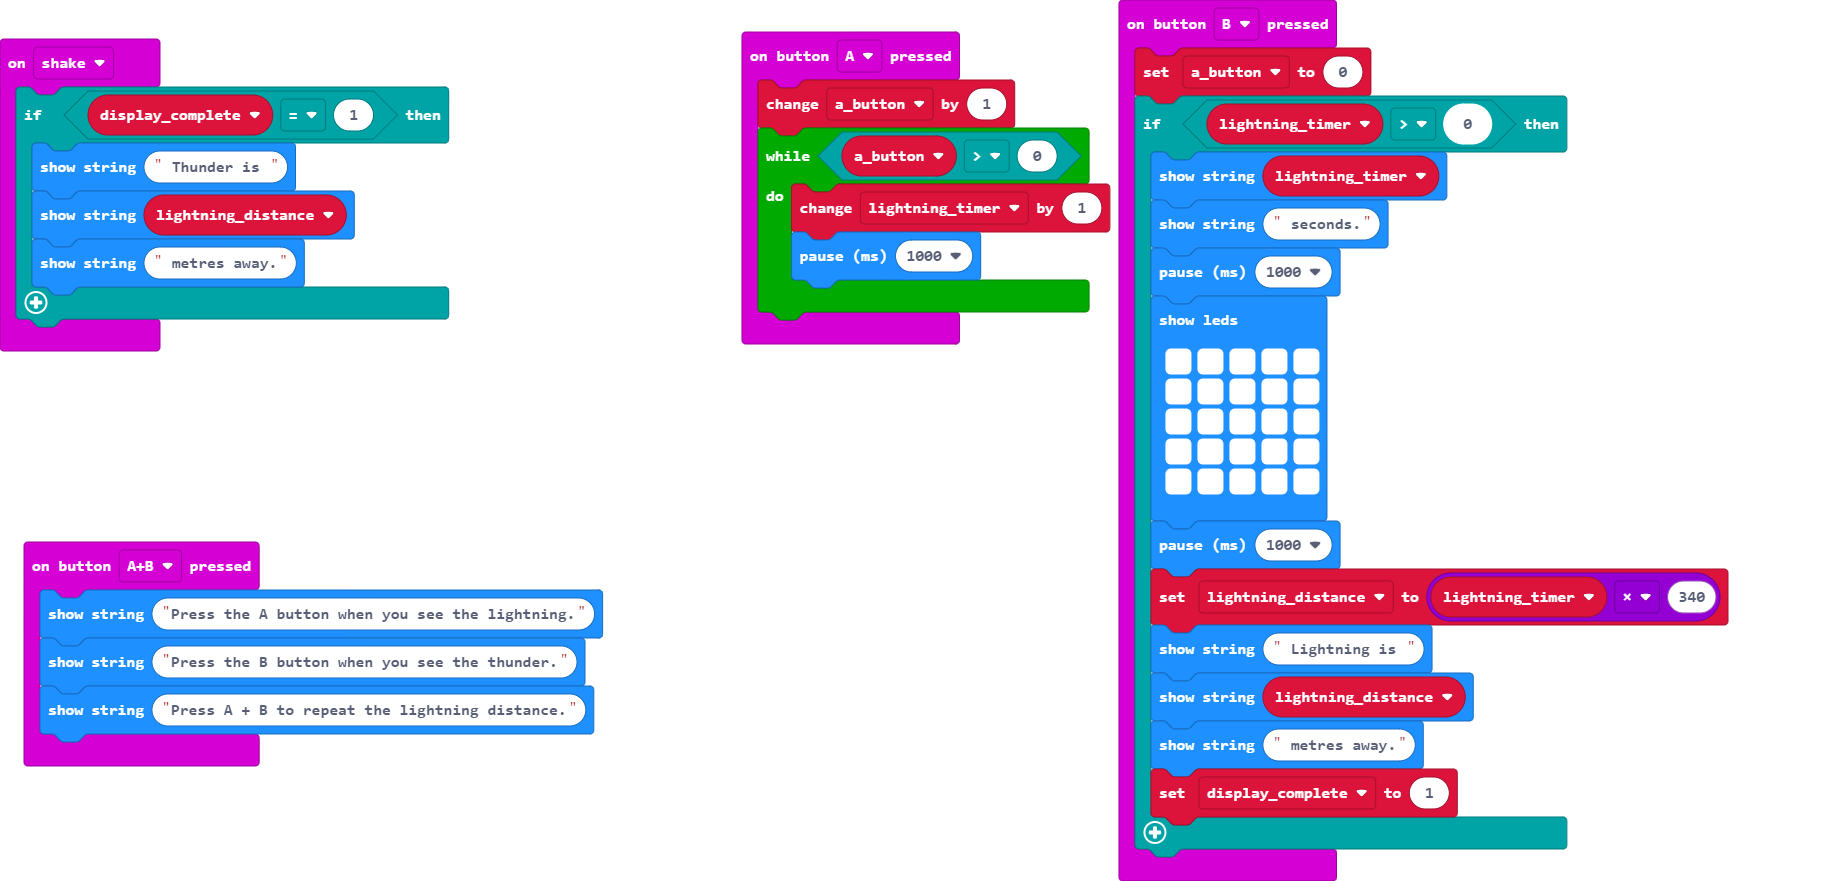 on shake
if display_complete = 1 then
show string " Thunder is "
show string lightning_distance
show string " metres away."
on button A+B pressed
show string "Press the A button when you see the lightning."
show string "Press the B button when you see the thunder."
show string "Press A + B to repeat the lightning distance."
on button A pressed
change a_button by 1
while a_button > 0
do change lightning_timer by 1
pause (ms) 1000
on button B pressed
set a_button to 0
if lightning_timer > 0 then
show string lightning_timer
show string " seconds."
pause (ms) 1000
show leds
pause (ms) 1000
set lightning_distance to lightning_timer × 340
show string " Lightning is "
show string lightning_distance
show string " metres away."
set display_complete to 1